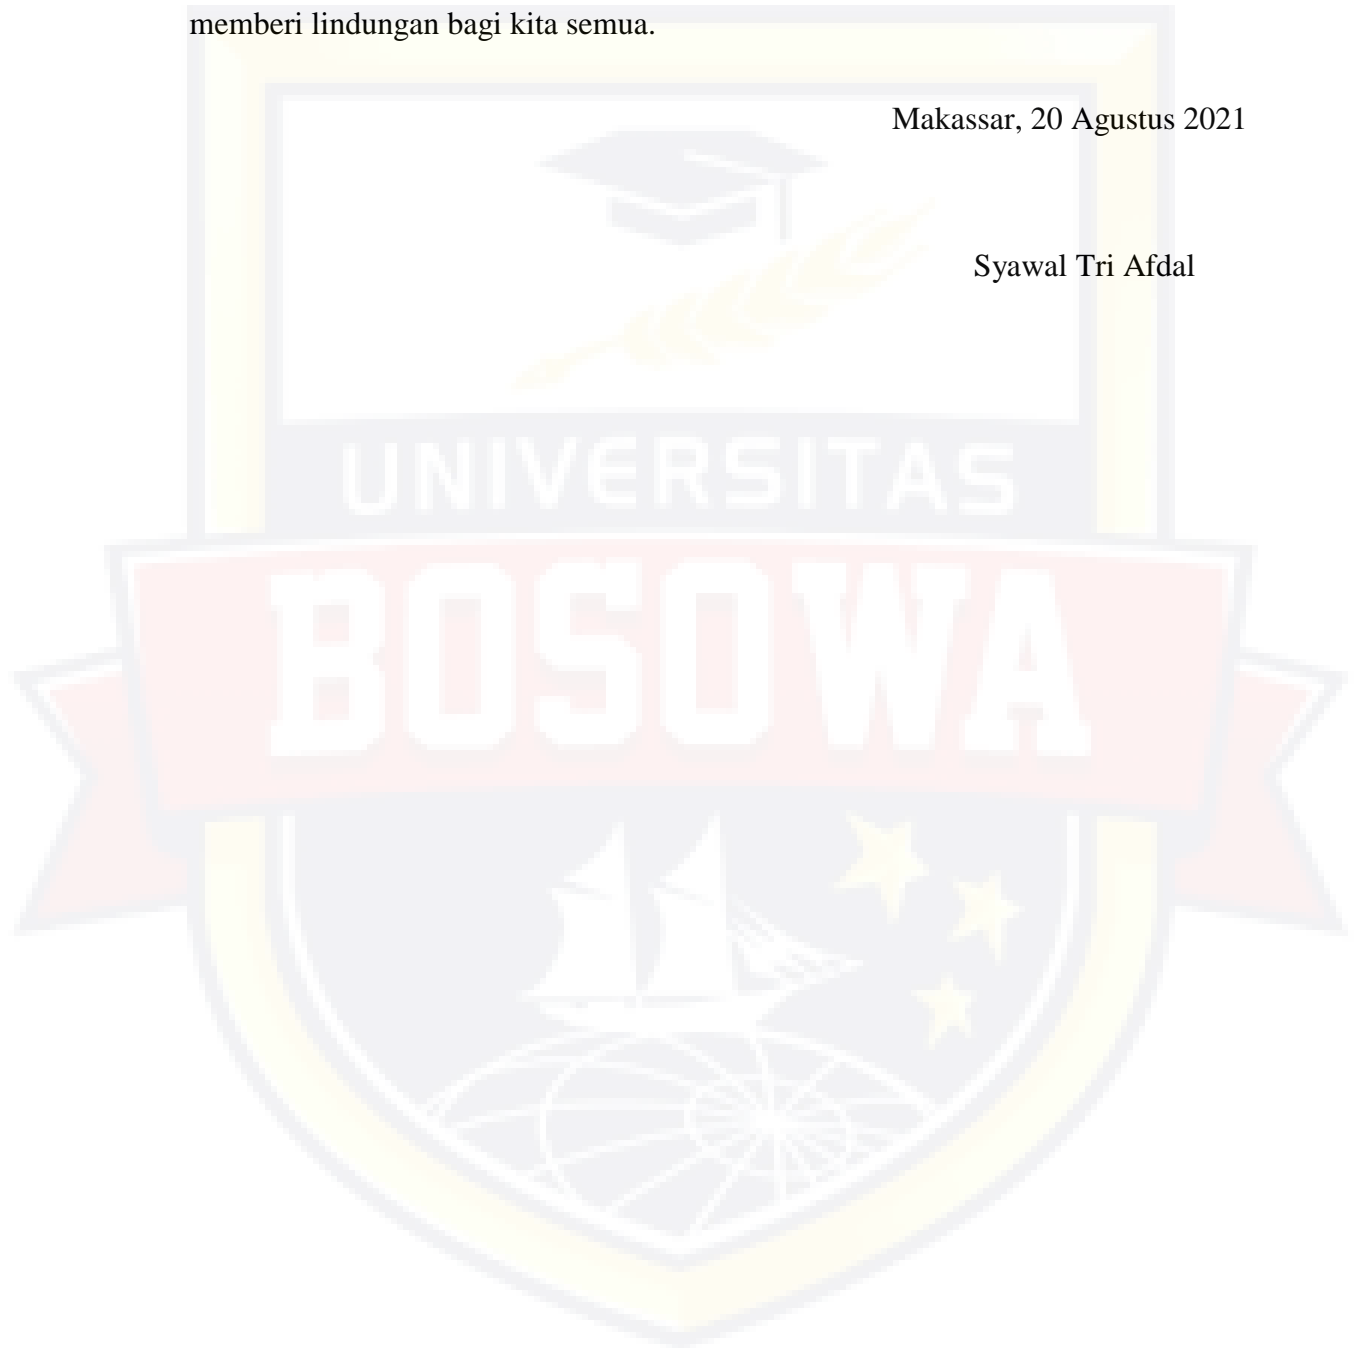 memberi lindungan bagi kita semua.
Makassar, 20 Agustus 2021
Syawal Tri Afdal
UNIVERSITAS
BOSOWA